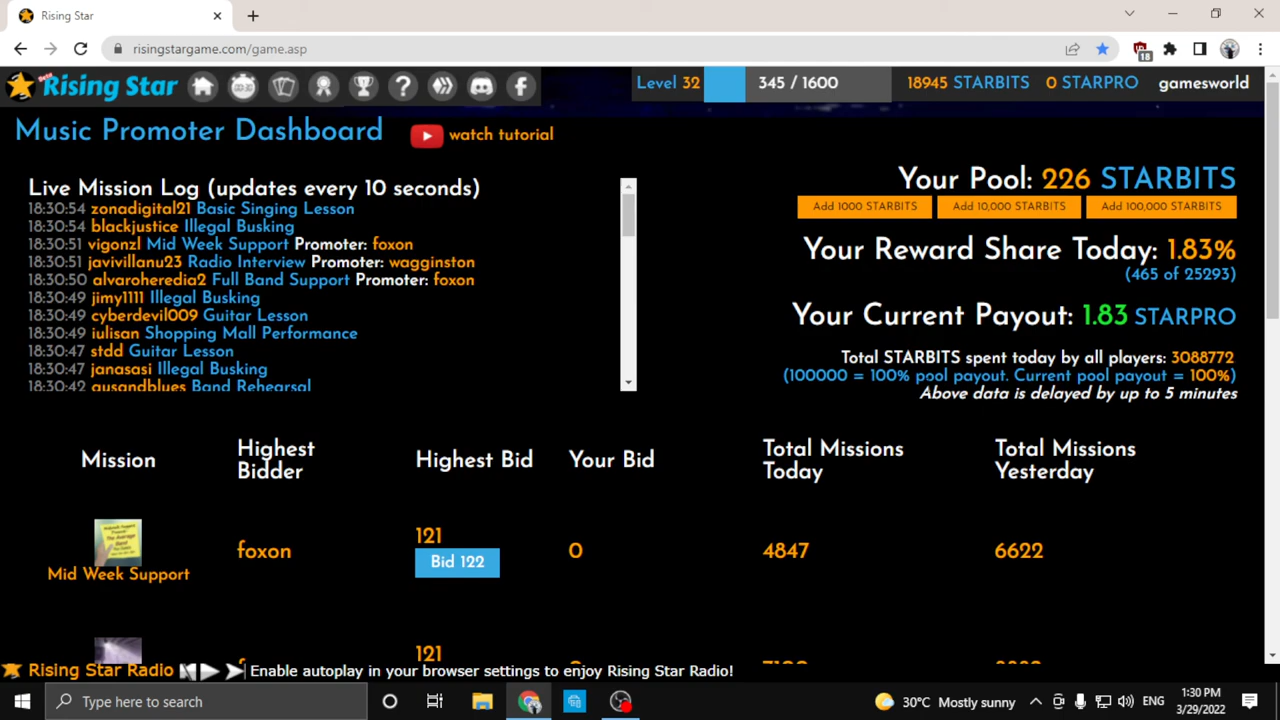 Rising Star
risingstargame.com/game.asp
18
Beta
Rising Star
Level 32
345 / 1600
18945 STARBITS 0 STARPRO gamesworld
Music Promoter Dashboard
watch tutorial
Live Mission Log (updates every 10 seconds)
18:30:54 zonadigital21 Basic Singing Lesson
18:30:54 blackjustice Illegal Busking
18:30:51 vigonzl Mid Week Support Promoter: foxon
18:30:51 javivillanu23 Radio Interview Promoter: wagginston
18:30:50 alvaroheredia2 Full Band Support Promoter: foxon
18:30:49 jimy1111 Illegal Busking
18:30:49 cyberdevil009 Guitar Lesson
18:30:49 iulisan Shopping Mall Performance
18:30:47 stdd Guitar Lesson
18:30:47 janasasi Illegal Busking
18:30:42 ausandblues Band Rehearsal
Your Pool: 226 STARBITS
Add 1000 STARBITS Add 10,000 STARBITS Add 100,000 STARBITS
Your Reward Share Today: 1.83%
(465 of 25293)
Your Current Payout: 1.83 STARPRO
Total STARBITS spent today by all players: 3088772
(100000 = 100% pool payout. Current pool payout = 100%)
Above data is delayed by up to 5 minutes
Mission Highest Bidder Highest Bid Your Bid Total Missions Today Total Missions Yesterday
Mid Week Support foxon 121 0 4847 6622
Bid 122
121
Rising Star Radio Enable autoplay in your browser settings to enjoy Rising Star Radio!
Type here to search
30°C Mostly sunny
ENG
1:30 PM
3/29/2022